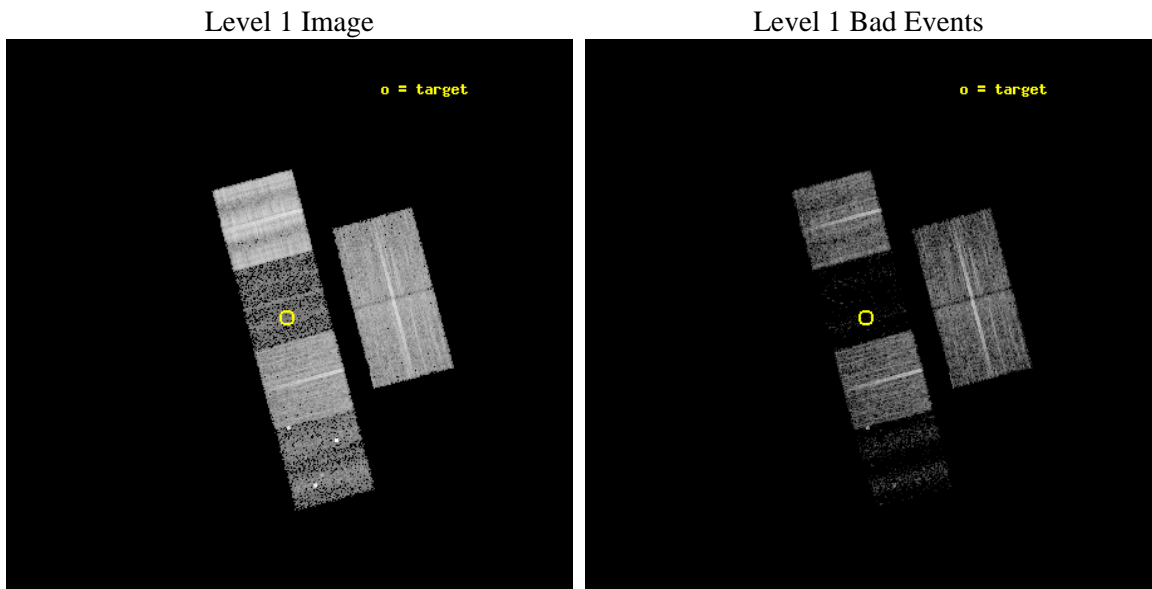 Level 1 Image
Level 1 Bad Events
o = target
o = target